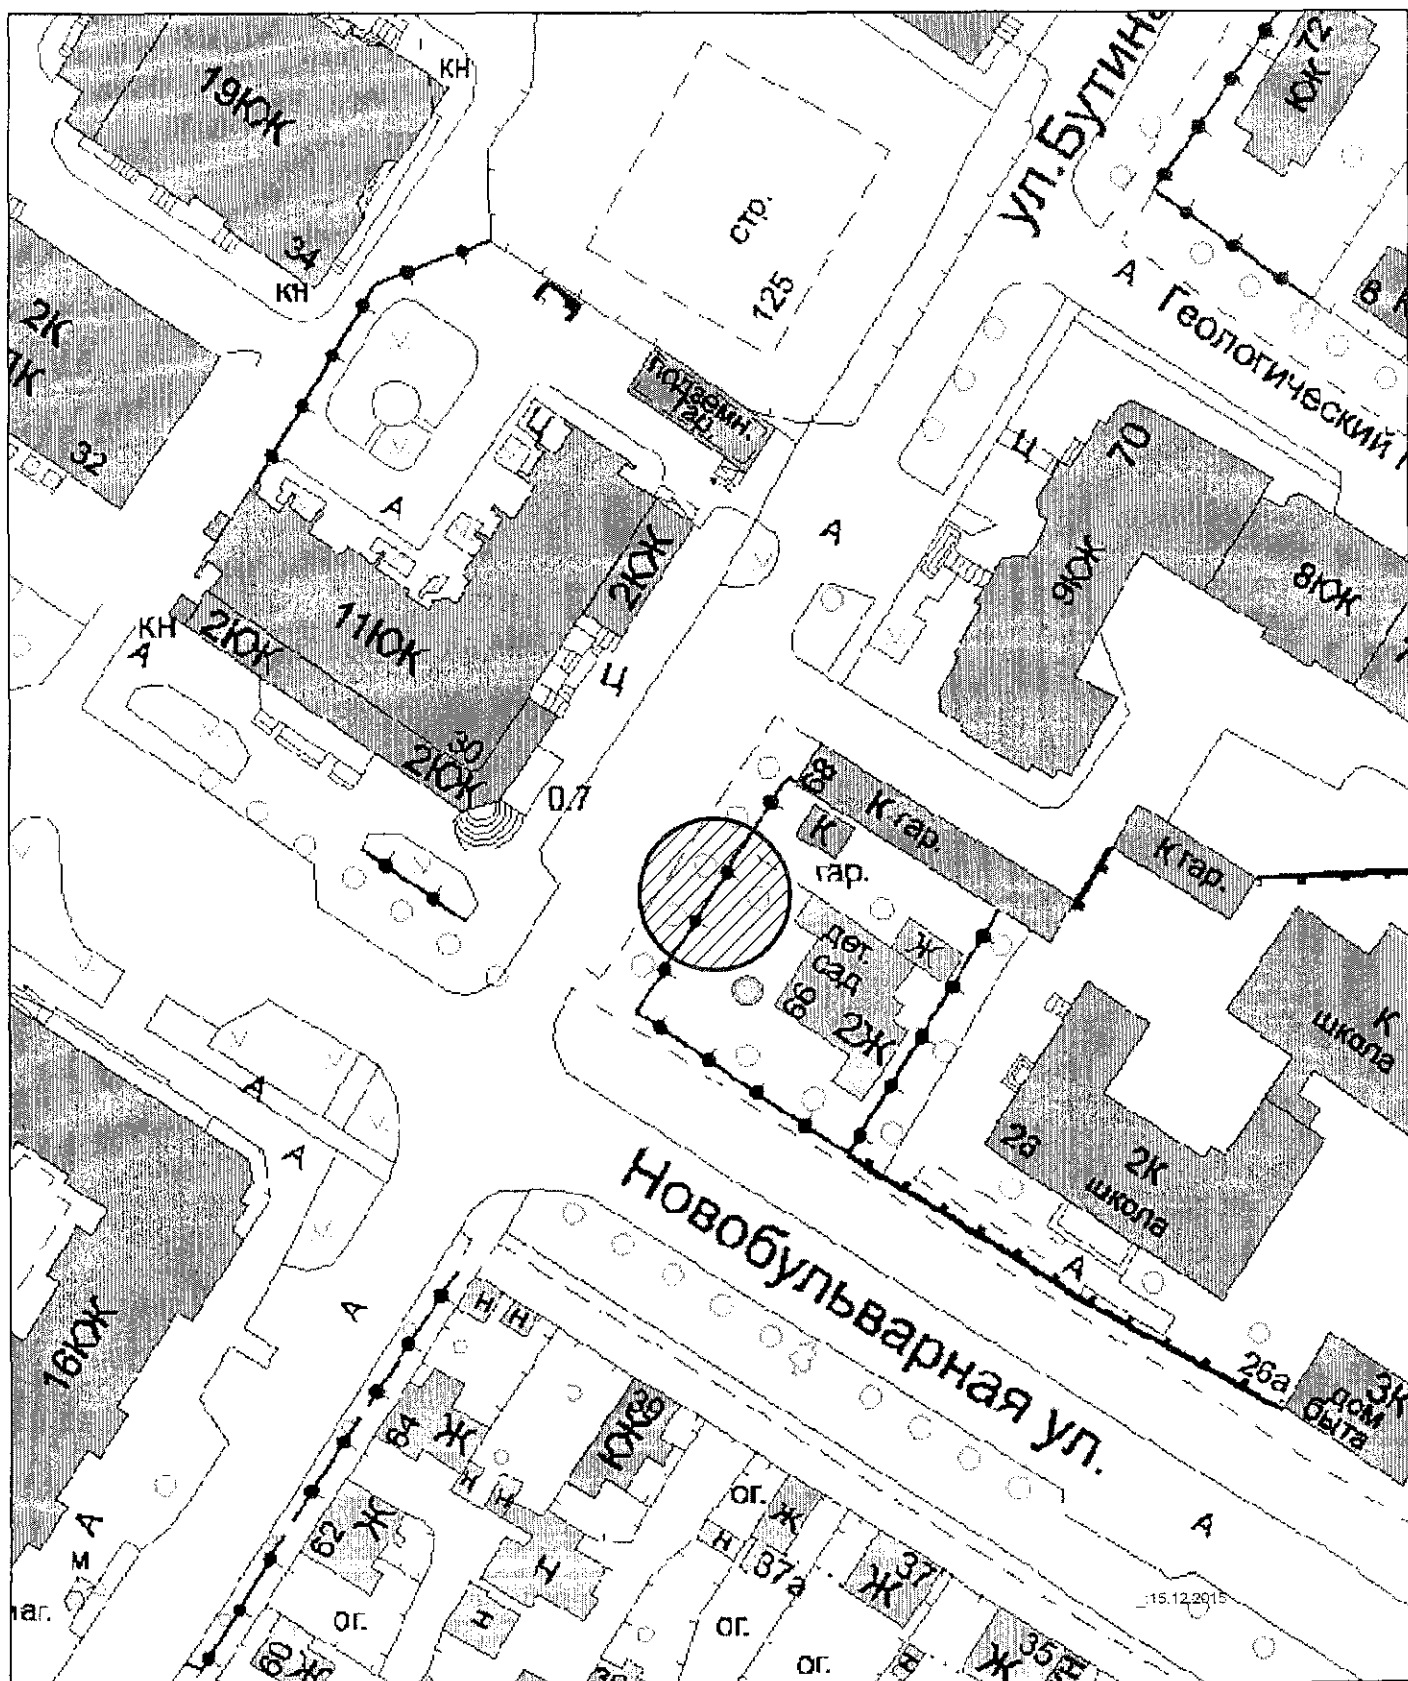 19КЖ
КН
34
КН
2К
32
ул.Бутина
72
КЖ
А
Геологический
В
стр.
125
подземн.
гар.
Ц
А
2КЖ
11КЖ
2КЖ
КН
А
30
2КЖ
Ц
0.7
А
Ц
70
9КЖ
8КЖ
68
К гар.
К
гар.
К гар.
дет.
сад
66
2Ж
Ж
К
школа
2а
2К
школа
А
А
А
А
Новобульварная ул.
26а
3К
дом
быта
16КЖ
А
М
маг.
н
н
64
Ж
39
КЖ
н
н
62
Ж
Н
н
ог.
60
Ж
ог.
Ж
н
37а
37
Ж
А
ог.
ог.
35
Ж
н
15.12.2015